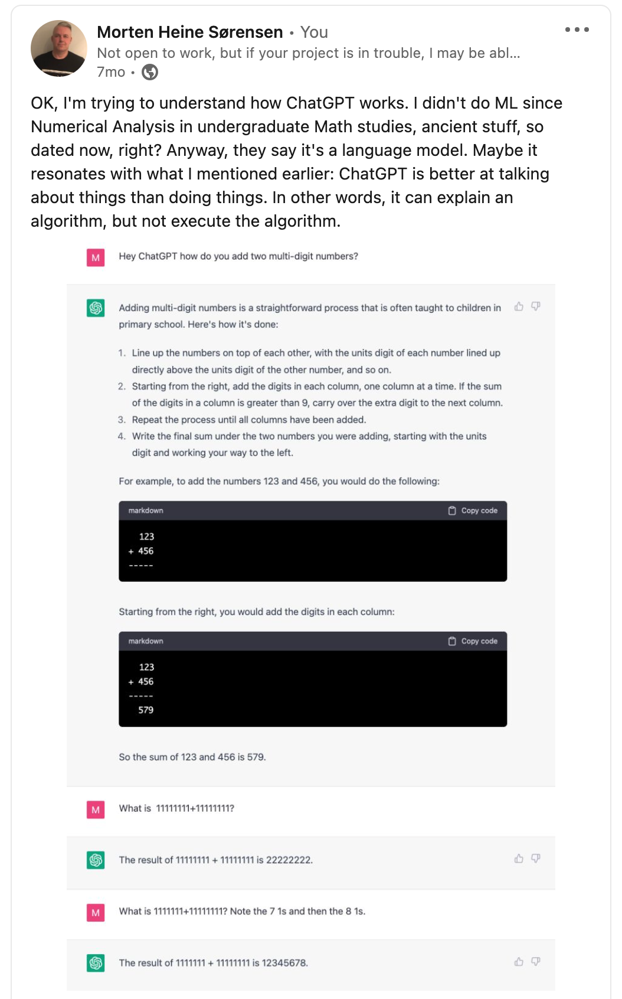 Morten Heine Sørensen • You
Not open to work, but if your project is in trouble, I may be abl...
7mo •
OK, I'm trying to understand how ChatGPT works. I didn't do ML since
Numerical Analysis in undergraduate Math studies, ancient stuff, so
dated now, right? Anyway, they say it's a language model. Maybe it
resonates with what I mentioned earlier: ChatGPT is better at talking
about things than doing things. In other words, it can explain an
algorithm, but not execute the algorithm.
M
Hey ChatGPT how do you add two multi-digit numbers?
Adding multi-digit numbers is a straightforward process that is often taught to children in
primary school. Here's how it's done:
1. Line up the numbers on top of each other, with the units digit of each number lined up
directly above the units digit of the other number, and so on.
2. Starting from the right, add the digits in each column, one column at a time. If the sum
of the digits in a column is greater than 9, carry over the extra digit to the next column.
3. Repeat the process until all columns have been added.
4. Write the final sum under the two numbers you were adding, starting with the units
digit and working your way to the left.
For example, to add the numbers 123 and 456, you would do the following:
markdown Copy code
123
+ 456
-----
Starting from the right, you would add the digits in each column:
markdown Copy code
123
+ 456
-----
579
So the sum of 123 and 456 is 579.
M
What is 11111111+11111111?
The result of 11111111 + 11111111 is 22222222.
M
What is 1111111+11111111? Note the 7 1s and then the 8 1s.
The result of 1111111 + 11111111 is 12345678.